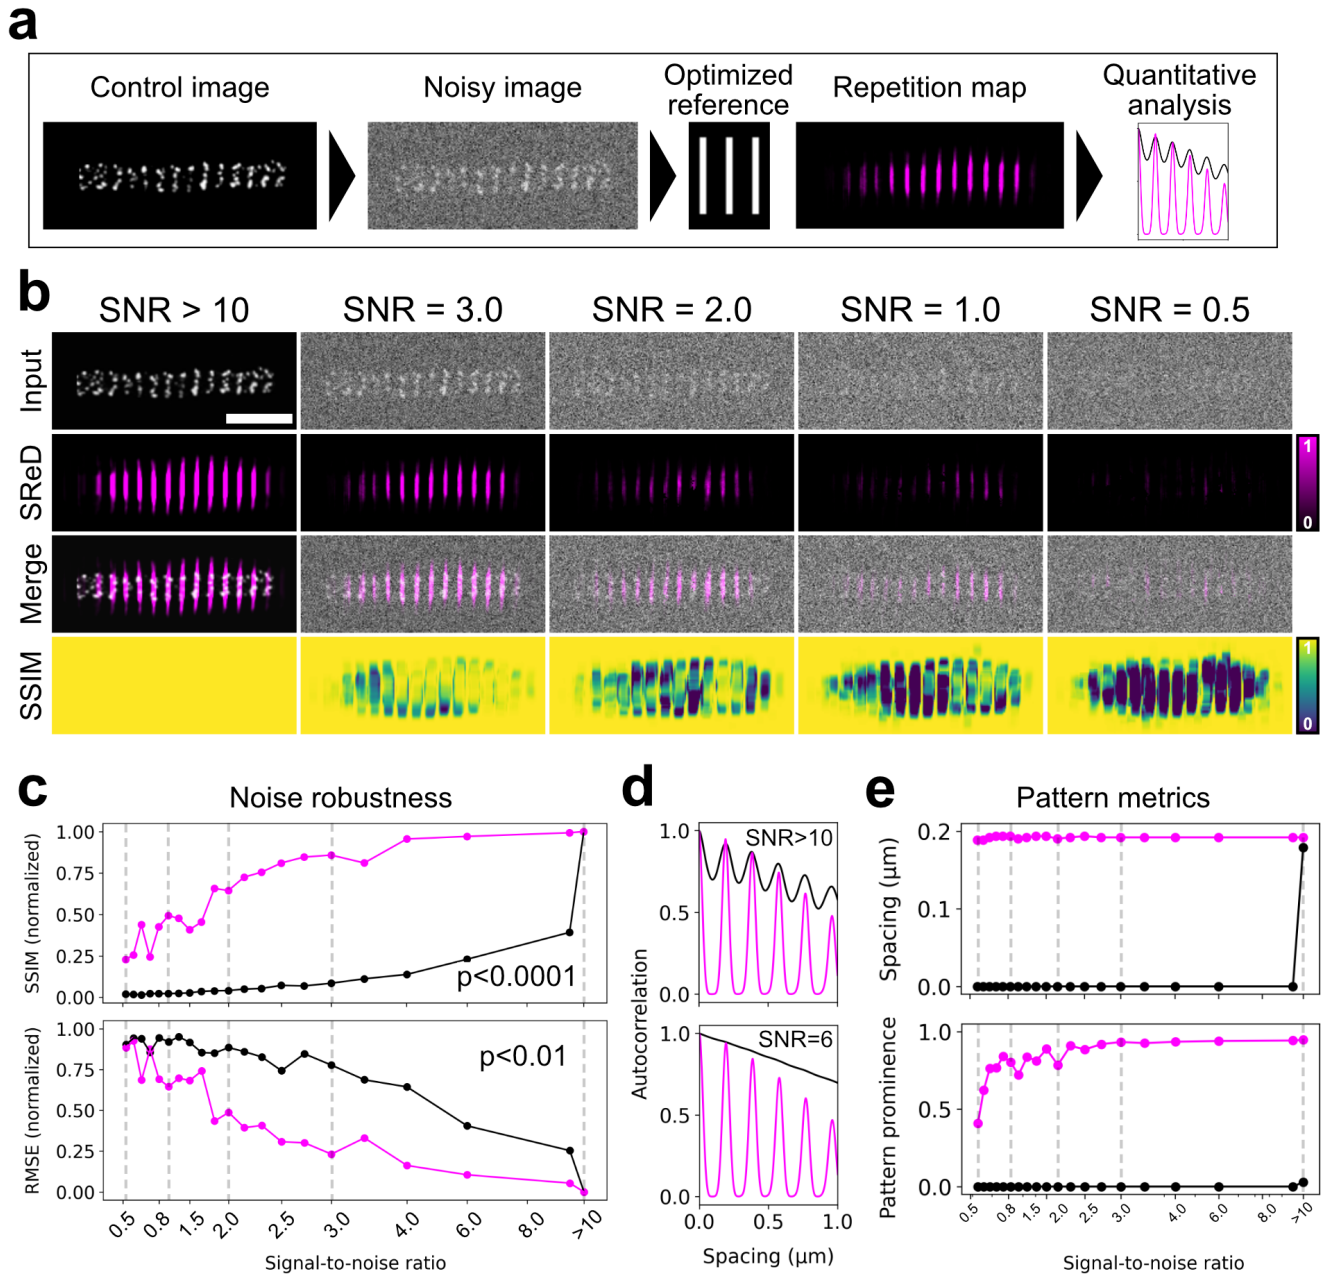 a
Control image
Noisy image
Optimized
reference
Repetition map
Quantitative
analysis
b
SNR > 10
SNR = 3.0
SNR = 2.0
SNR = 1.0
SNR = 0.5
Input
SReD
1
0
Merge
SSIM
1
0
c
Noise robustness
SSIM (normalized)
1.00
0.75
0.50
0.25
0.00
p<0.0001
RMSE (normalized)
1.00
0.75
0.50
0.25
0.00
p<0.01
0.5
0.8
1.5
2.0
2.5
3.0
4.0
6.0
8.0
>10
Signal-to-noise ratio
d
Autocorrelation
1.0
0.5
0.0
SNR>10
1.0
0.5
0.0
SNR=6
0.0
0.5
1.0
Spacing (μm)
e
Pattern metrics
Spacing (μm)
0.2
0.1
0.0
Pattern prominence
1.0
0.5
0.0
0.5
0.8
1.5
2.0
3.0
4.0
6.0
8.0
>10
Signal-to-noise ratio